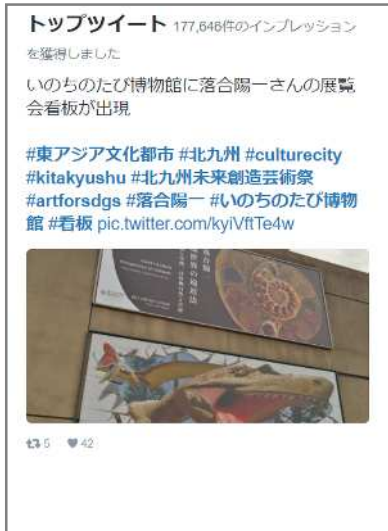 トップツイート 177,646件のインプレッション
を獲得しました
いのちのたび博物館に落合陽一さんの展覧
会看板が出現
#東アジア文化都市 #北九州 #culturecity
#kitakyushu #北九州未来創造芸術祭
#artforsdgs #落合陽一 #いのちのたび博物
館 #看板 pic.twitter.com/kyiVftTe4w
5 42